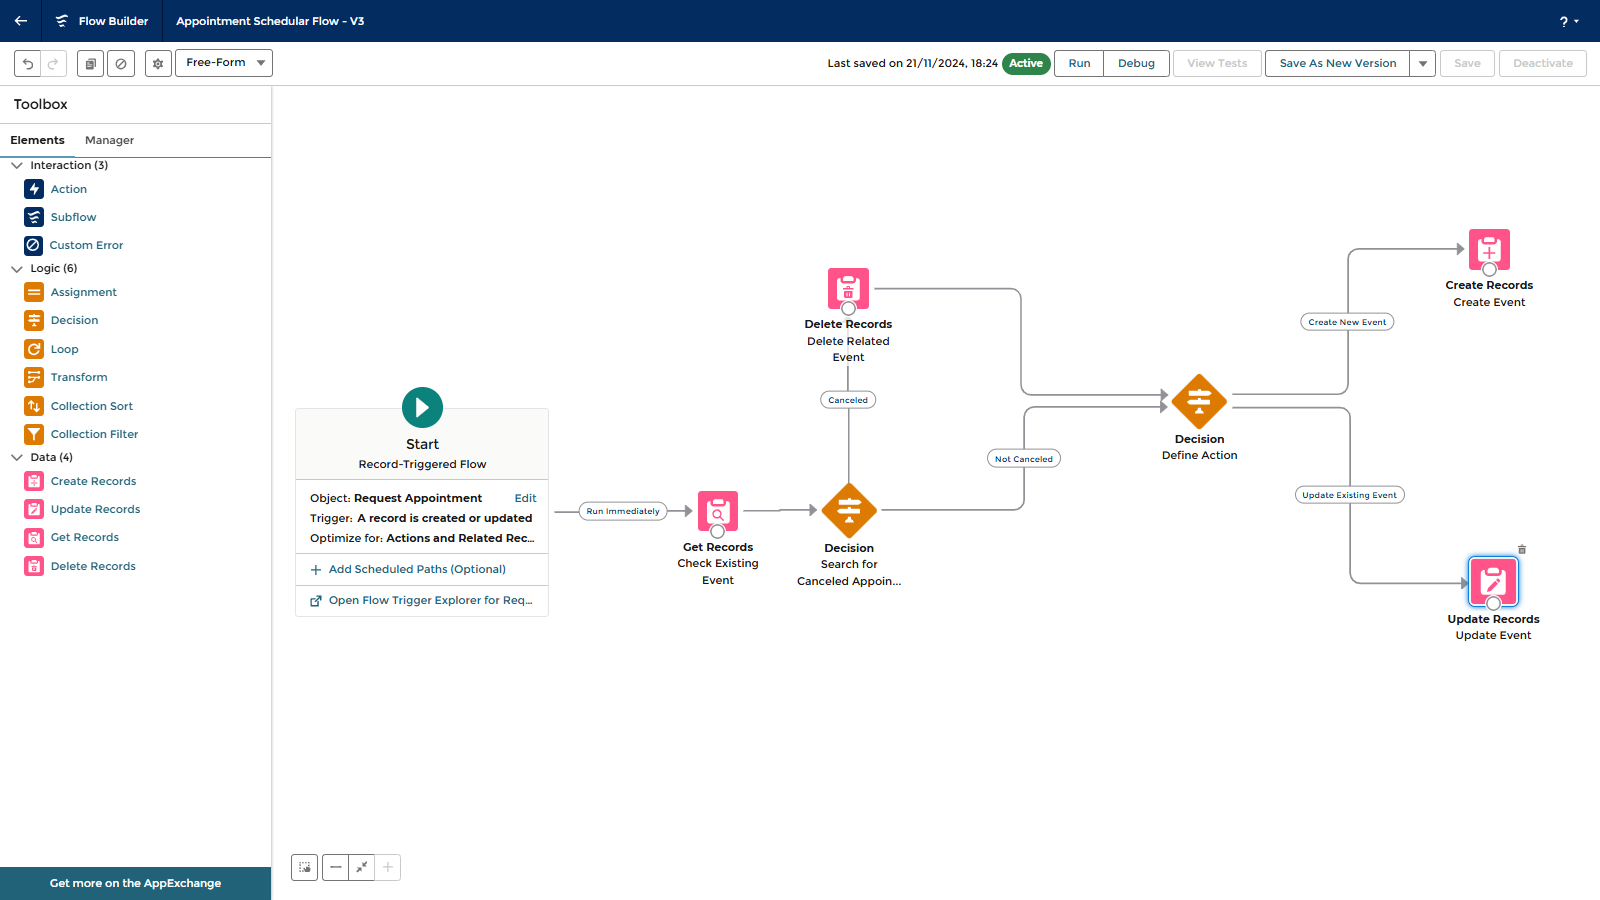 Flow Builder
Appointment Schedular Flow - V3
?
Free-Form
Last saved on 21/11/2024, 18:24
Active
Run
Debug
View Tests
Save As New Version
Save
Deactivate
Toolbox
Elements
Manager
Interaction (3)
Action
Subflow
Custom Error
Logic (6)
Assignment
Decision
Loop
Transform
Collection Sort
Collection Filter
Data (4)
Create Records
Update Records
Get Records
Delete Records
Get more on the AppExchange
Start
Record-Triggered Flow
Object: Request Appointment
Edit
Trigger: A record is created or updated
Optimize for: Actions and Related Rec...
Add Scheduled Paths (Optional)
Open Flow Trigger Explorer for Req...
Run Immediately
Get Records
Check Existing
Event
Delete Records
Delete Related
Event
Canceled
Decision
Search for
Canceled Appoin...
Not Canceled
Decision
Define Action
Create New Event
Create Records
Create Event
Update Existing Event
Update Records
Update Event